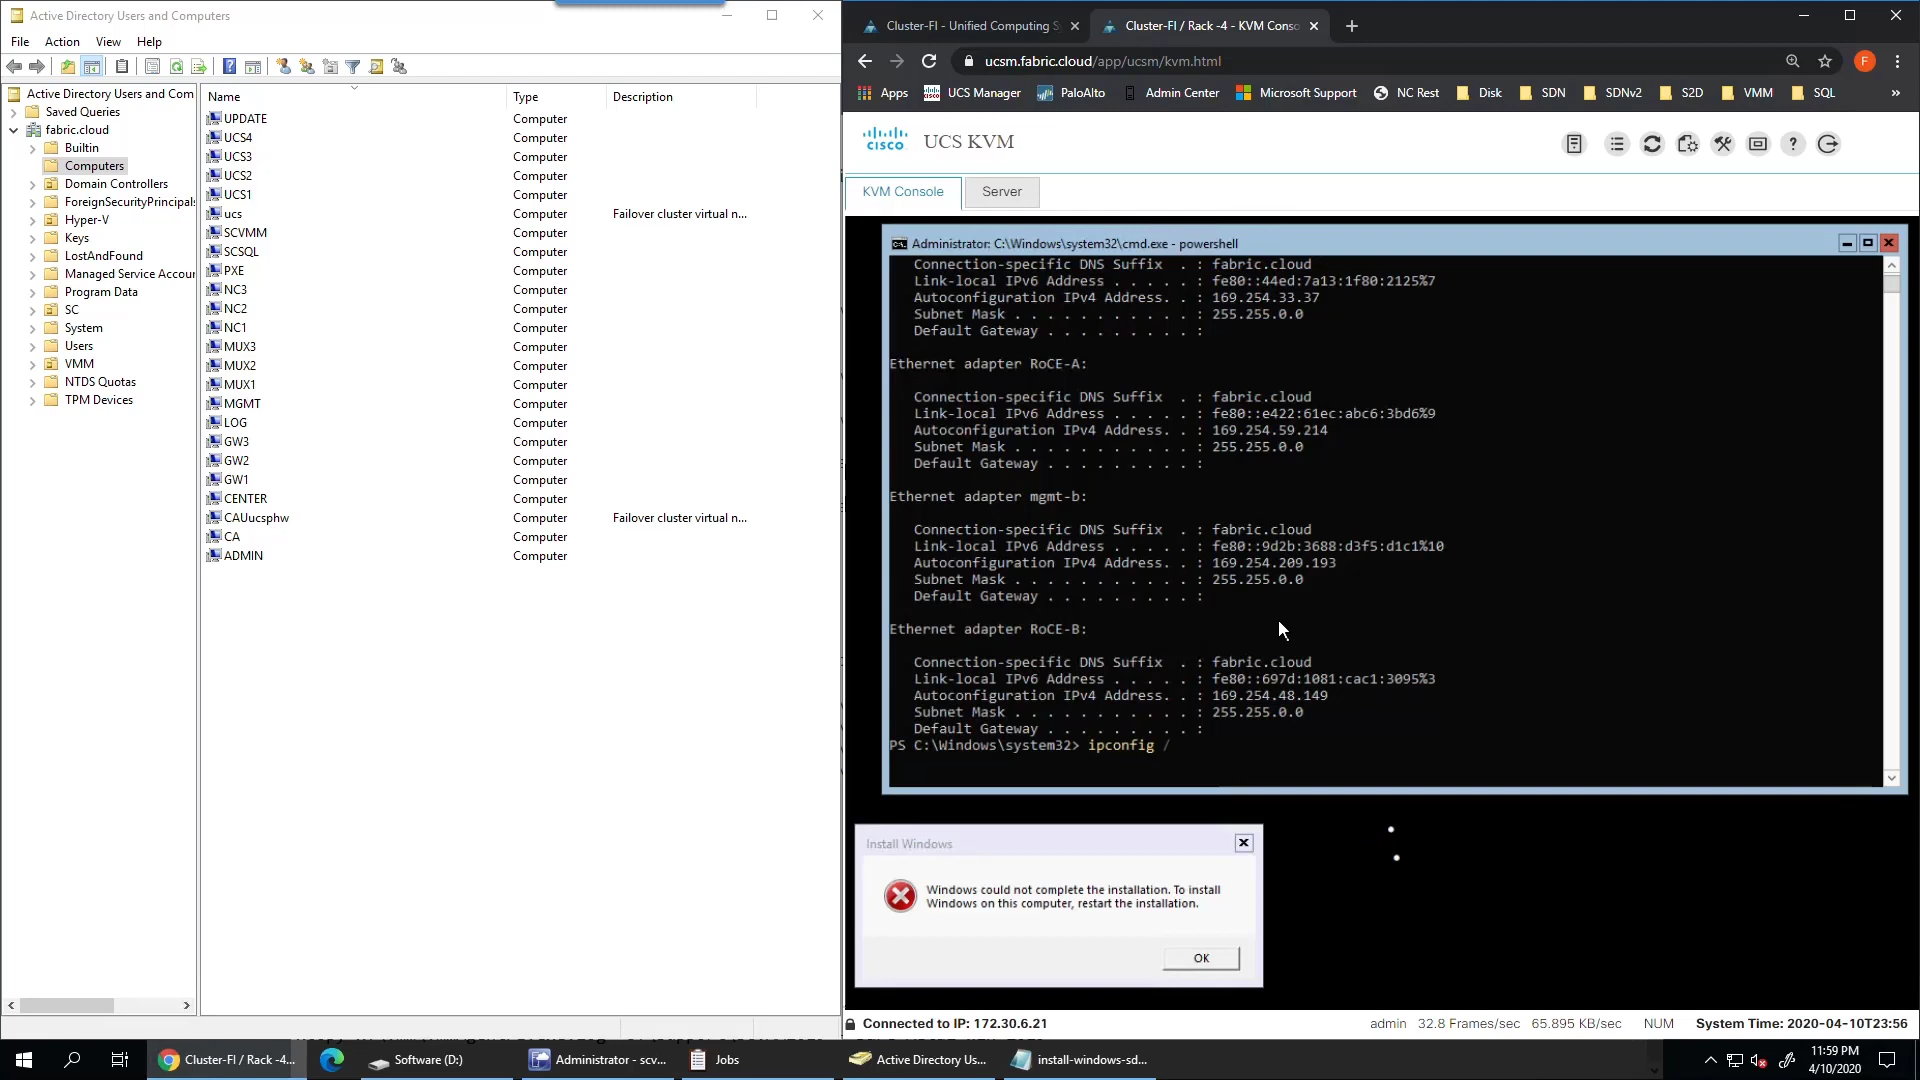 Active Directory Users and Computers
File Action View Help
Active Directory Users and Com
Saved Queries
fabric.cloud
Builtin
Computers
Domain Controllers
ForeignSecurityPrincipals
Hyper-V
Keys
LostAndFound
Managed Service Accour
Program Data
SC
System
Users
VMM
NTDS Quotas
TPM Devices
Name Type Description
UPDATE Computer
UCS4 Computer
UCS3 Computer
UCS2 Computer
UCS1 Computer
ucs Computer Failover cluster virtual n...
SCVMM Computer
SCSQL Computer
PXE Computer
NC3 Computer
NC2 Computer
NC1 Computer
MUX3 Computer
MUX2 Computer
MUX1 Computer
MGMT Computer
LOG Computer
GW3 Computer
GW2 Computer
GW1 Computer
CENTER Computer
CAUucsphw Computer Failover cluster virtual n...
CA Computer
ADMIN Computer
Cluster-FI - Unified Computing S
Cluster-FI / Rack -4 - KVM Conso
ucsm.fabric.cloud/app/ucsm/kvm.html
F
Apps UCS Manager PaloAlto Admin Center Microsoft Support NC Rest Disk SDN SDNv2 S2D VMM SQL »
cisco UCS KVM
KVM Console Server
Administrator: C:\Windows\system32\cmd.exe - powershell
Connection-specific DNS Suffix . : fabric.cloud
Link-local IPv6 Address . . . . . : fe80::44ed:7a13:1f80:2125%7
Autoconfiguration IPv4 Address. . : 169.254.33.37
Subnet Mask . . . . . . . . . . . : 255.255.0.0
Default Gateway . . . . . . . . . :
Ethernet adapter RoCE-A:
Connection-specific DNS Suffix . : fabric.cloud
Link-local IPv6 Address . . . . . : fe80::e422:61ec:abc6:3bd6%9
Autoconfiguration IPv4 Address. . : 169.254.59.214
Subnet Mask . . . . . . . . . . . : 255.255.0.0
Default Gateway . . . . . . . . . :
Ethernet adapter mgmt-b:
Connection-specific DNS Suffix . : fabric.cloud
Link-local IPv6 Address . . . . . : fe80::9d2b:3688:d3f5:d1c1%10
Autoconfiguration IPv4 Address. . : 169.254.209.193
Subnet Mask . . . . . . . . . . . : 255.255.0.0
Default Gateway . . . . . . . . . :
Ethernet adapter RoCE-B:
Connection-specific DNS Suffix . : fabric.cloud
Link-local IPv6 Address . . . . . : fe80::697d:1081:cac1:3095%3
Autoconfiguration IPv4 Address. . : 169.254.48.149
Subnet Mask . . . . . . . . . . . : 255.255.0.0
Default Gateway . . . . . . . . . :
PS C:\Windows\system32> ipconfig /
Install Windows
Windows could not complete the installation. To install
Windows on this computer, restart the installation.
OK
Connected to IP: 172.30.6.21 admin 32.8 Frames/sec 65.895 KB/sec NUM System Time: 2020-04-10T23:56
Cluster-FI / Rack -4... Software (D:) Administrator - scv... Jobs Active Directory Us... install-windows-sd...
11:59 PM
4/10/2020